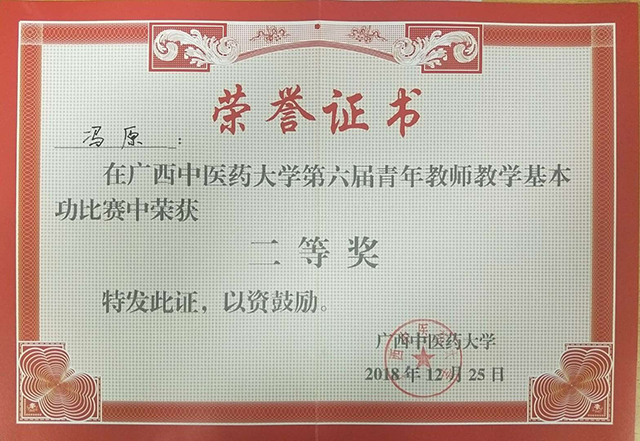 荣誉证书
冯原：
在广西中医药大学第六届青年教师教学基本
功比赛中荣获
二等奖
特发此证，以资鼓励。
广西中医药大学
2018年12月25日